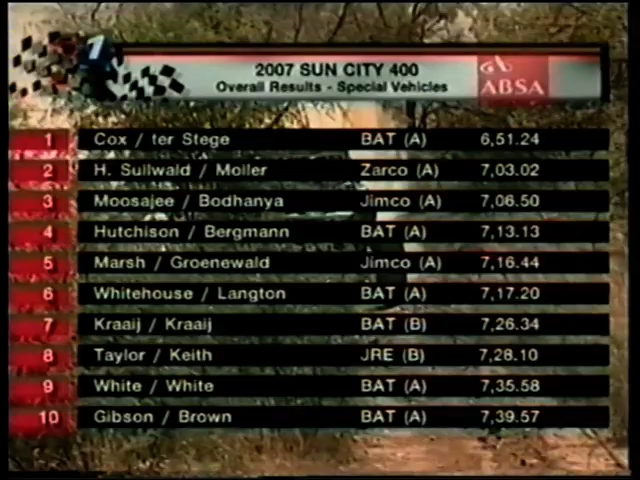 2007 SUN CITY 400
Overall Results - Special Vehicles
ABSA
1 Cox / ter Stege BAT (A) 6,51.24
2 H. Sullwald / Moller Zarco (A) 7,03.02
3 Moosajee / Bodhanya Jimco (A) 7,06.50
4 Hutchison / Bergmann BAT (A) 7,13.13
5 Marsh / Groenewald Jimco (A) 7,16.44
6 Whitehouse / Langton BAT (A) 7,17.20
7 Kraaij / Kraaij BAT (B) 7,26.34
8 Taylor / Keith JRE (B) 7,28.10
9 White / White BAT (A) 7,35.58
10 Gibson / Brown BAT (A) 7,39.57